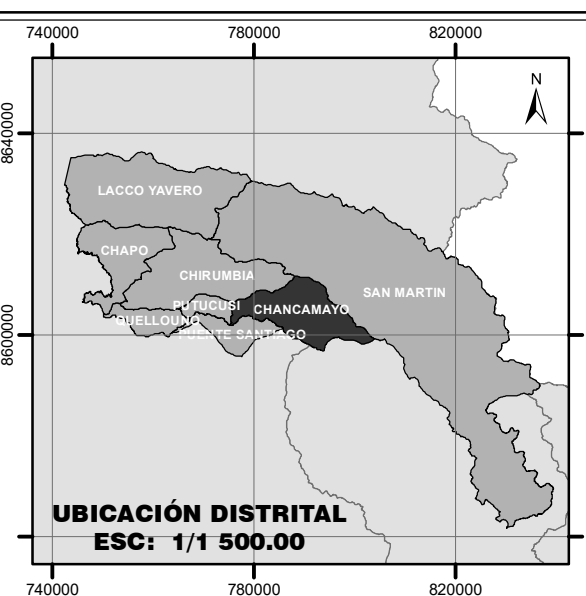 740000 780000 820000
N
8640000
LACCO YAVERO
CHAPO
CHIRUMBIA
SAN MARTIN
PUTUCUSI
CHANCAMAYO
QUELLOUNO
PUENTE SANTIAGO
8600000
UBICACIÓN DISTRITAL
ESC: 1/1 500.00
740000 780000 820000